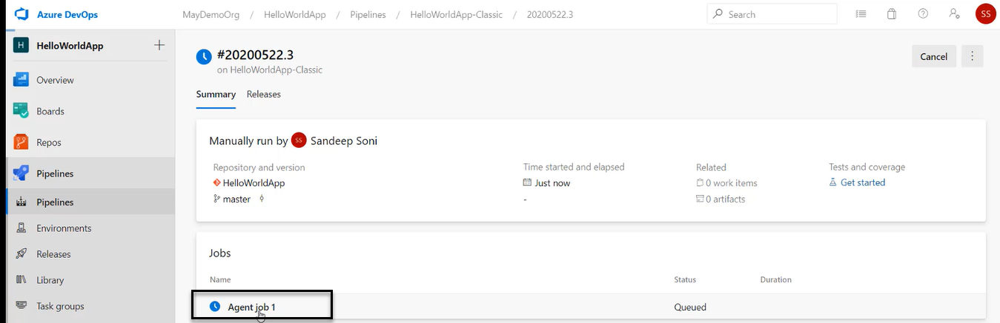 Azure DevOps
MayDemoOrg / HelloWorldApp / Pipelines / HelloWorldApp-Classic / 20200522.3
Search
SS
H HelloWorldApp
Overview
Boards
Repos
Pipelines
Pipelines
Environments
Releases
Library
Task groups
#20200522.3
on HelloWorldApp-Classic
Cancel
Summary Releases
Manually run by SS Sandeep Soni
Repository and version
HelloWorldApp
master
Time started and elapsed
Just now
-
Related
0 work items
0 artifacts
Tests and coverage
Get started
Jobs
Name Status Duration
Agent job 1 Queued